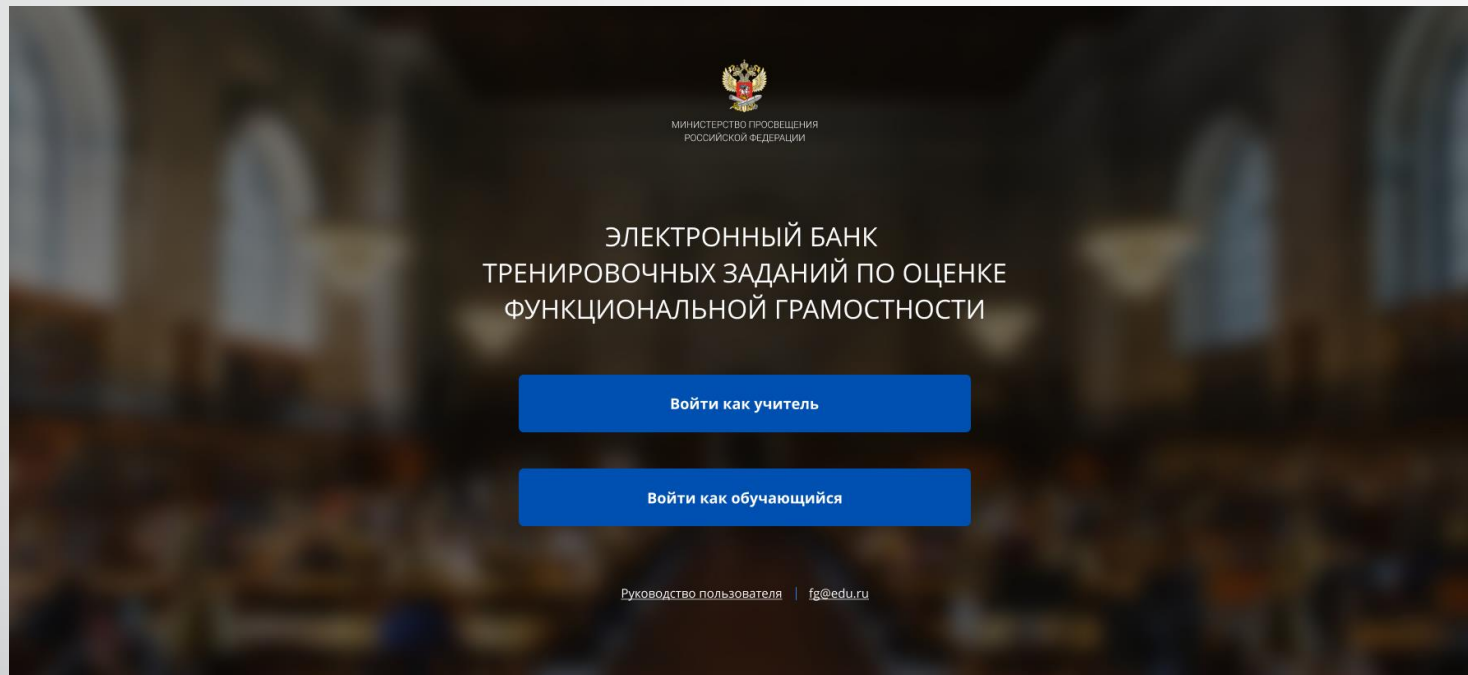 МИНИСТЕРСТВО ПРОСВЕЩЕНИЯ
РОССИЙСКОЙ ФЕДЕРАЦИИ
ЭЛЕКТРОННЫЙ БАНК
ТРЕНИРОВОЧНЫХ ЗАДАНИЙ ПО ОЦЕНКЕ
ФУНКЦИОНАЛЬНОЙ ГРАМОСТНОСТИ
Войти как учитель
Войти как обучающийся
Руководство пользователя | fg@edu.ru